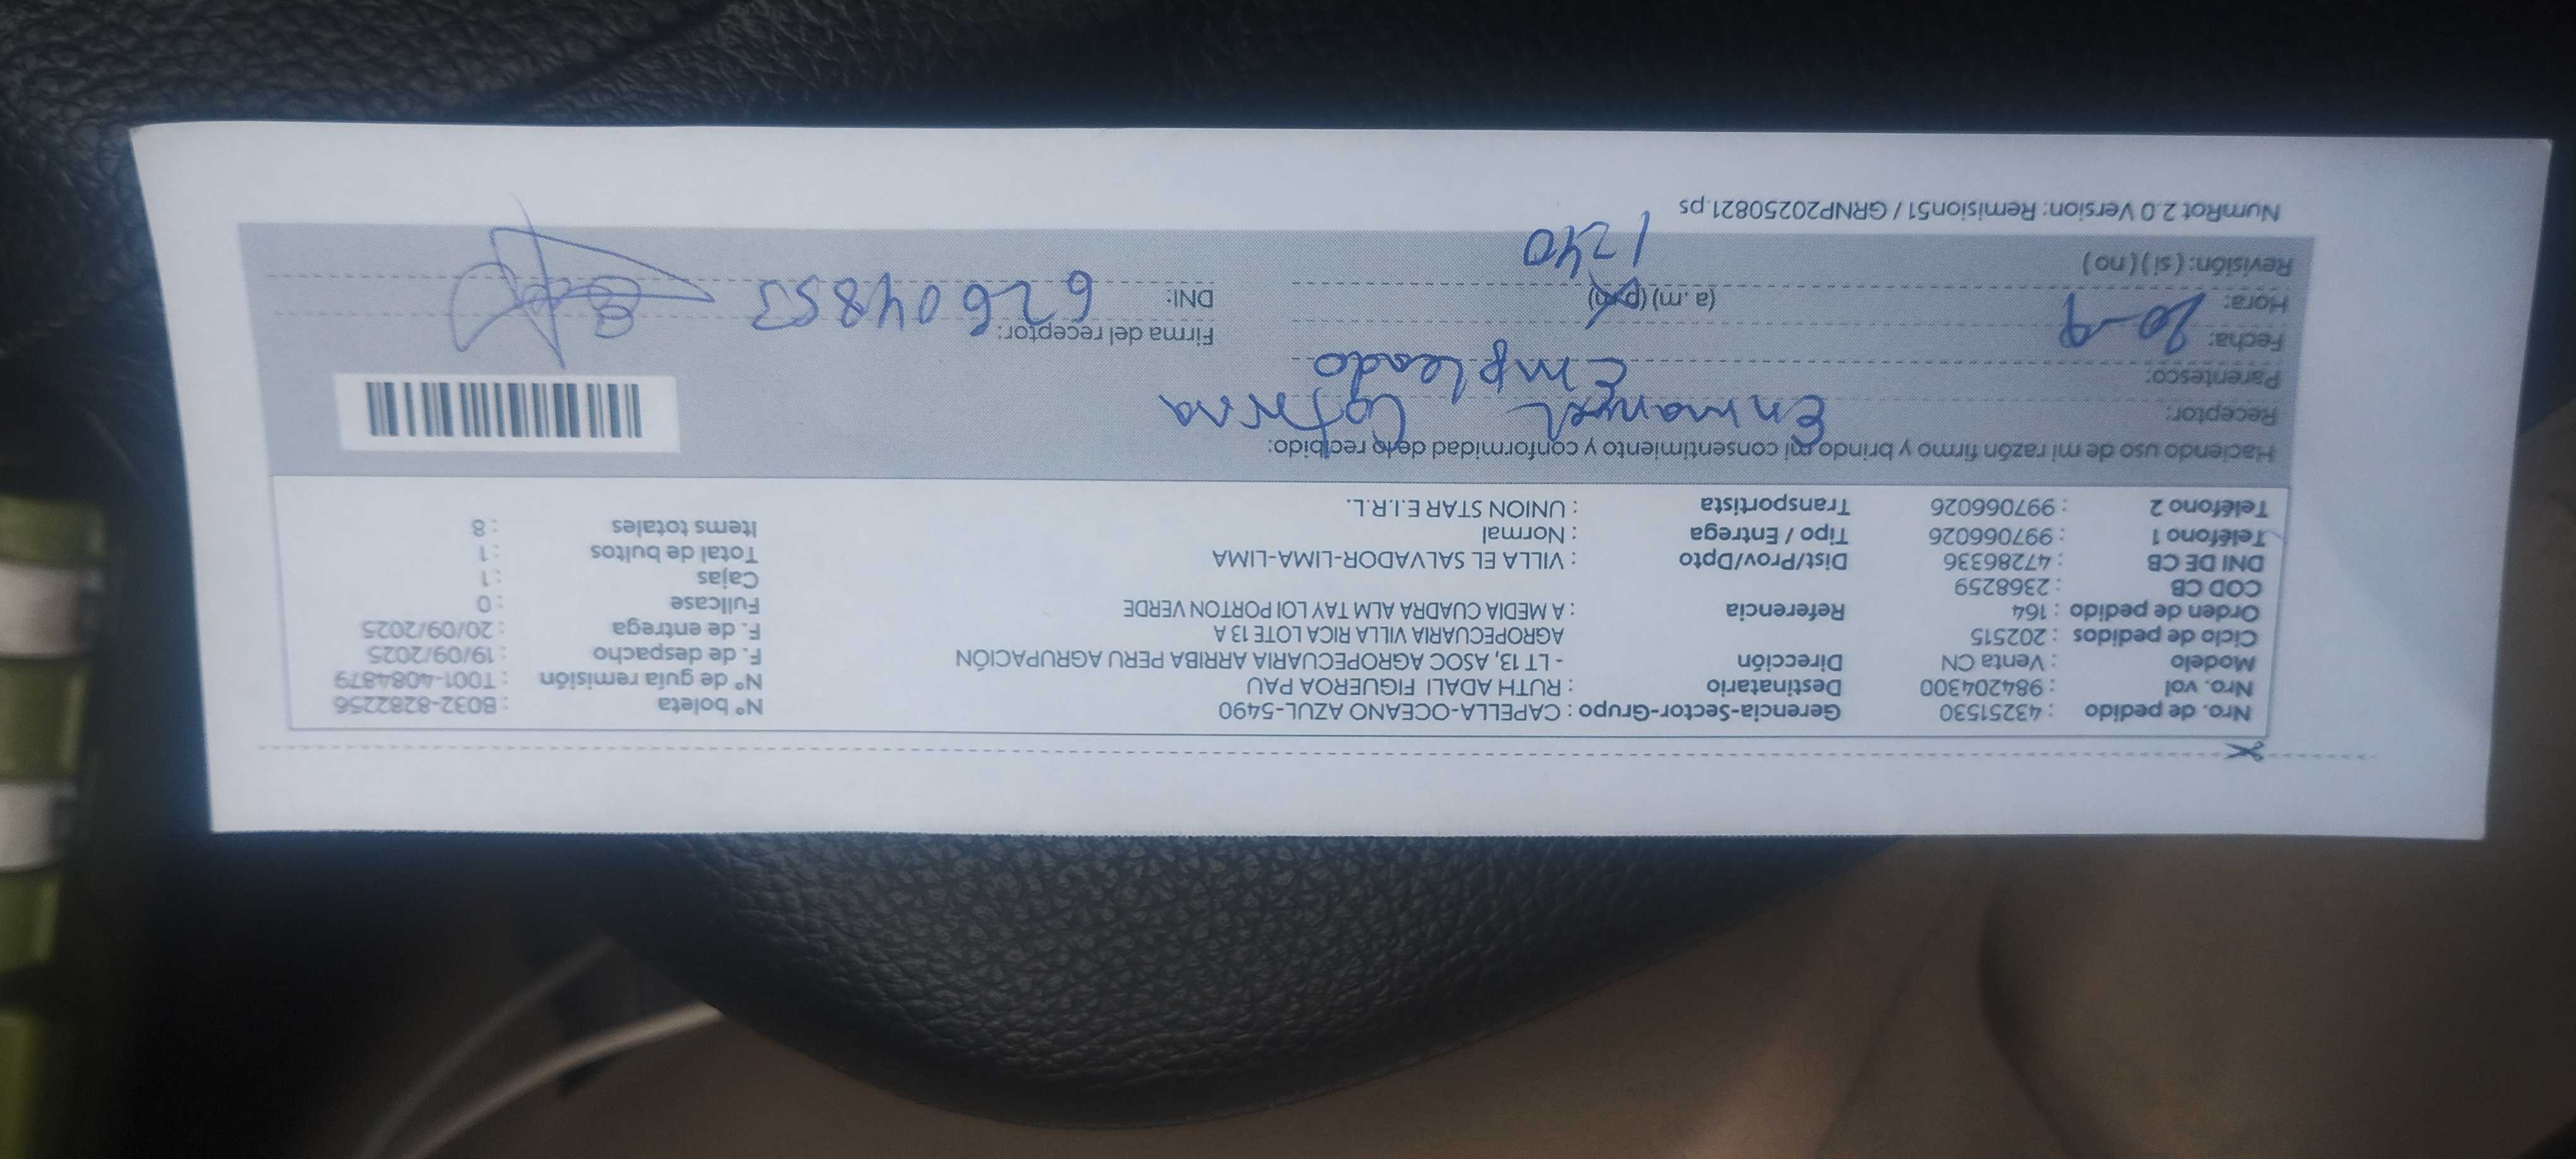 Nro. de pedido : 43251530 Gerencia-Sector-Grupo : CAPELLA-OCEANO AZUL-5490 N° boleta : B032-8282256
Nro. vol : 984204300 Destinatario : RUTH ADALI FIGUEROA PAU N° de guía remisión : T001-4084879
Modelo : Venta CN Dirección - LT 13, ASOC AGROPECUARIA ARRIBA PERU AGRUPACIÓN F. de despacho : 19/09/2025
Ciclo de pedidos : 202515 AGROPECUARIA VILLA RICA LOTE 13 A F. de entrega : 20/09/2025
Orden de pedido : 164 Referencia : A MEDIA CUADRA ALM TAY LOI PORTON VERDE Fullcase : 0
COD CB : 2368259 Cajas : 1
DNI DE CB : 47286336 Dist/Prov/Dpto : VILLA EL SALVADOR-LIMA-LIMA Total de bultos : 1
Teléfono 1 : 997066026 Tipo / Entrega : Normal Items totales : 8
Teléfono 2 : 997066026 Transportista : UNION STAR E.I.R.L.
Haciendo uso de mi razón firmo y brindo mi consentimiento y conformidad de lo recibido:
Receptor: Enmanuel
Parentesco: Empleado
Fecha: 20-9 Firma del receptor:
Hora: (a.m) (p.m) DNI: 62604853
Revisión: (si) (no) 1240
NumRot 2.0 Version: Remision51 / GRNP20250821.ps